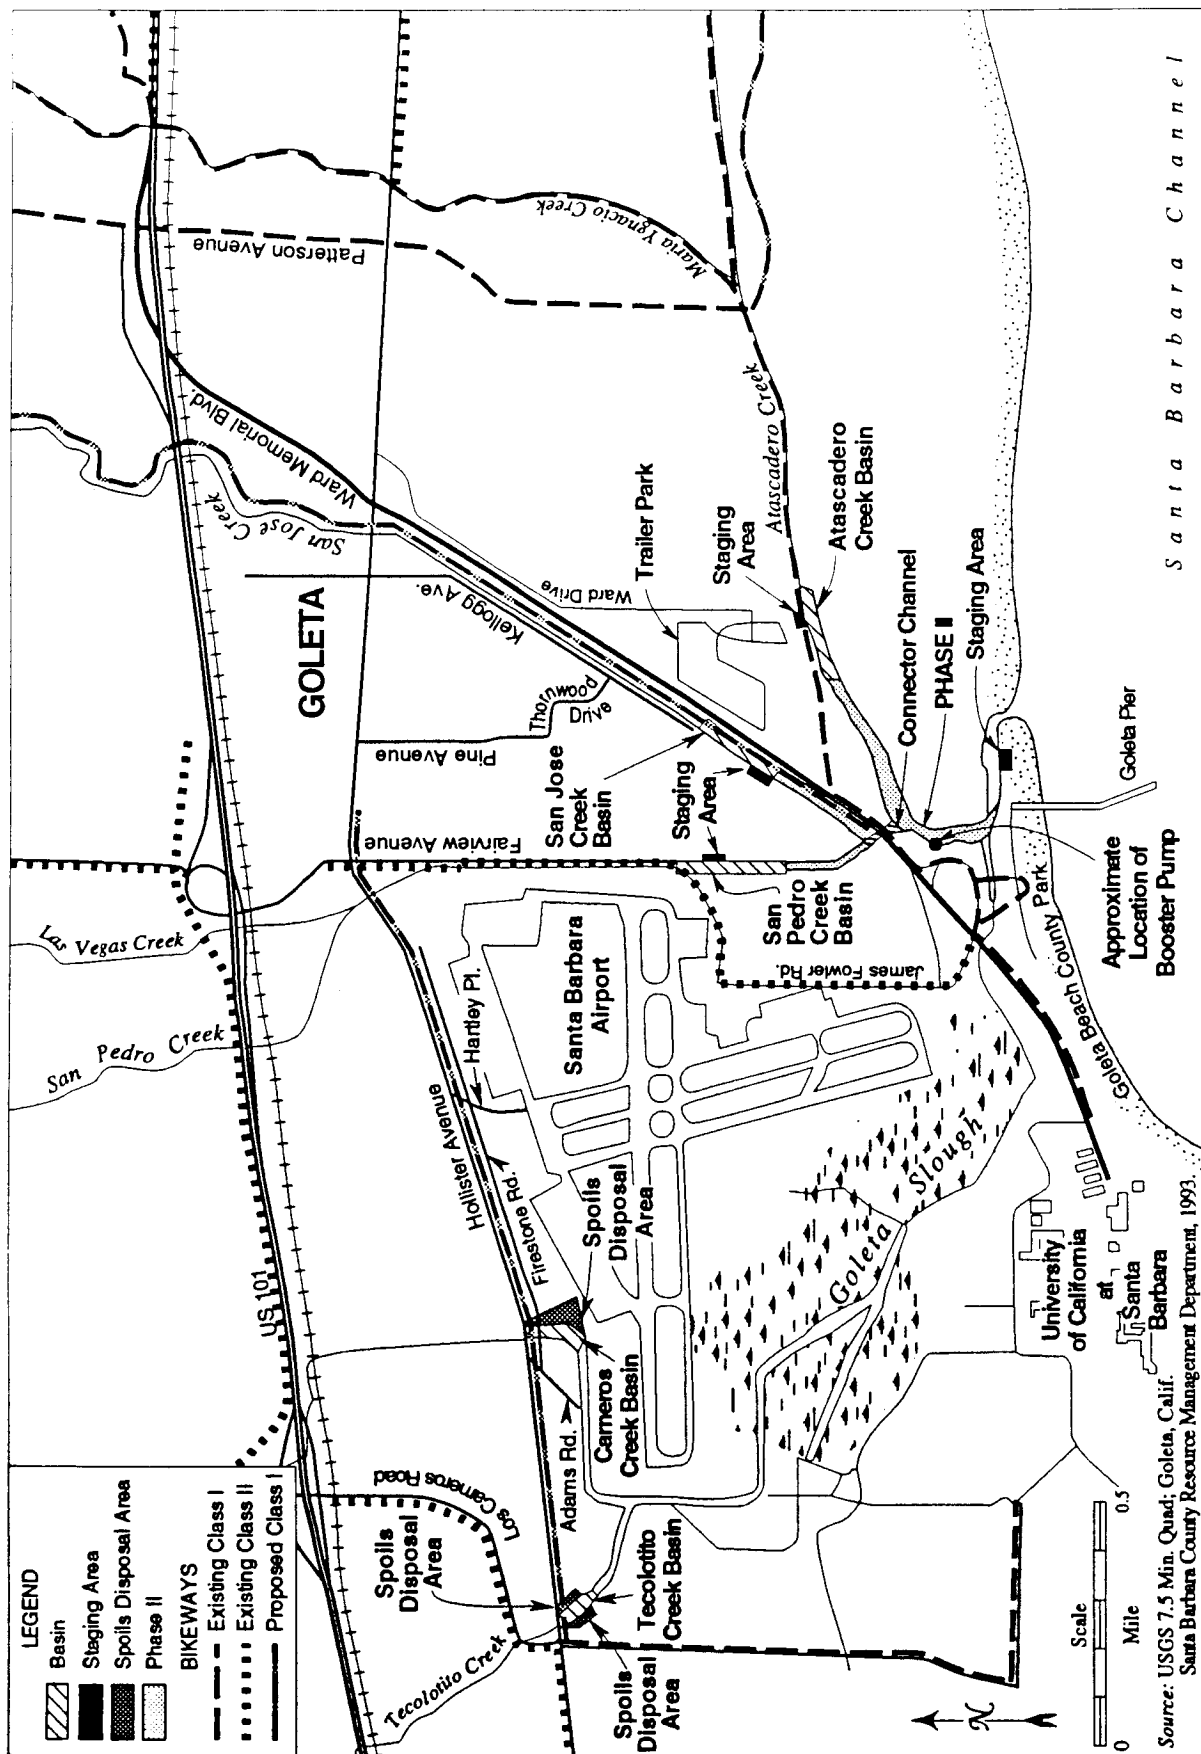 LEGEND
Basin
Staging Area
Spoils Disposal Area
Phase II
BIKEWAYS
Existing Class I
Existing Class II
Proposed Class I
Tecolotito Creek
Los Carneros Road
Spoils
Disposal
Area
Spoils
Disposal
Area
Tecolotito
Creek Basin
Adams Rd.
Carneros
Creek Basin
Spoils
Disposal
Area
US 101
Hollister Avenue
Firestone Rd.
Hartley Pl.
San Pedro Creek
Las Vegas Creek
Santa Barbara
Airport
Fairview Avenue
Pine Avenue
Thornwood
Drive
GOLETA
Kellogg Ave.
San Jose Creek
Ward Memorial Blvd.
Patterson Avenue
Maria Ygnacio Creek
Ward Drive
Trailer Park
San Jose
Creek
Basin
Staging
Area
San
Pedro
Creek
Basin
James Fowler Rd.
Staging
Area
Atascadero Creek
Atascadero
Creek Basin
Connector Channel
PHASE II
Staging Area
Goleta Pier
Approximate
Location of
Booster Pump
Goleta Beach County Park
Goleta Slough
University
of California
at
Santa
Barbara
Santa Barbara Channel
N
Scale
0
Mile
0.5
Source: USGS 7.5 Min. Quad; Goleta, Calif.
Santa Barbara County Resource Management Department, 1993.